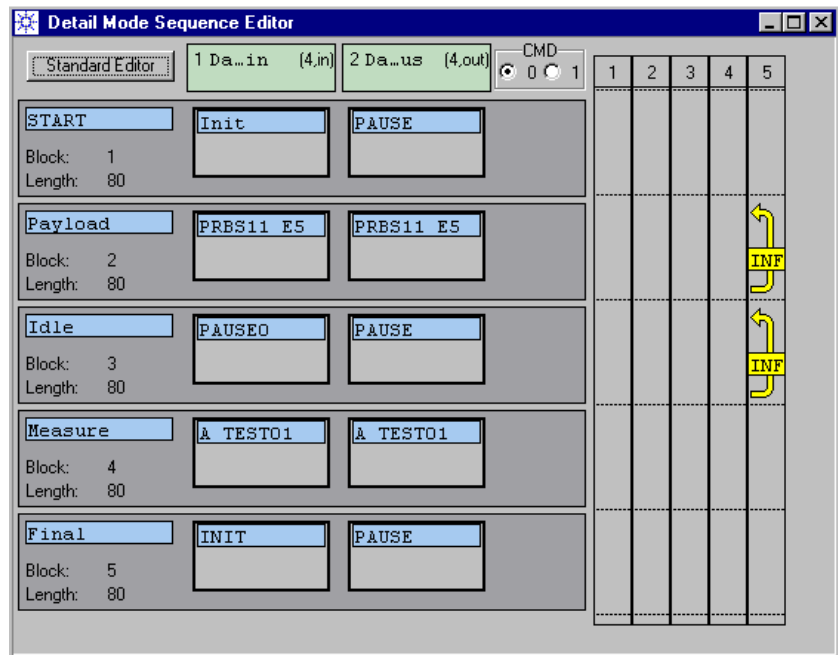 Detail Mode Sequence Editor
Standard Editor
1 Da…in (4,in)
2 Da…us (4,out)
CMD
0 1
1 2 3 4 5
START
Init
PAUSE
Block: 1
Length: 80
Payload
PRBS11 E5
PRBS11 E5
Block: 2
Length: 80
INF
Idle
PAUSE0
PAUSE
Block: 3
Length: 80
INF
Measure
A TEST01
A TEST01
Block: 4
Length: 80
Final
INIT
PAUSE
Block: 5
Length: 80